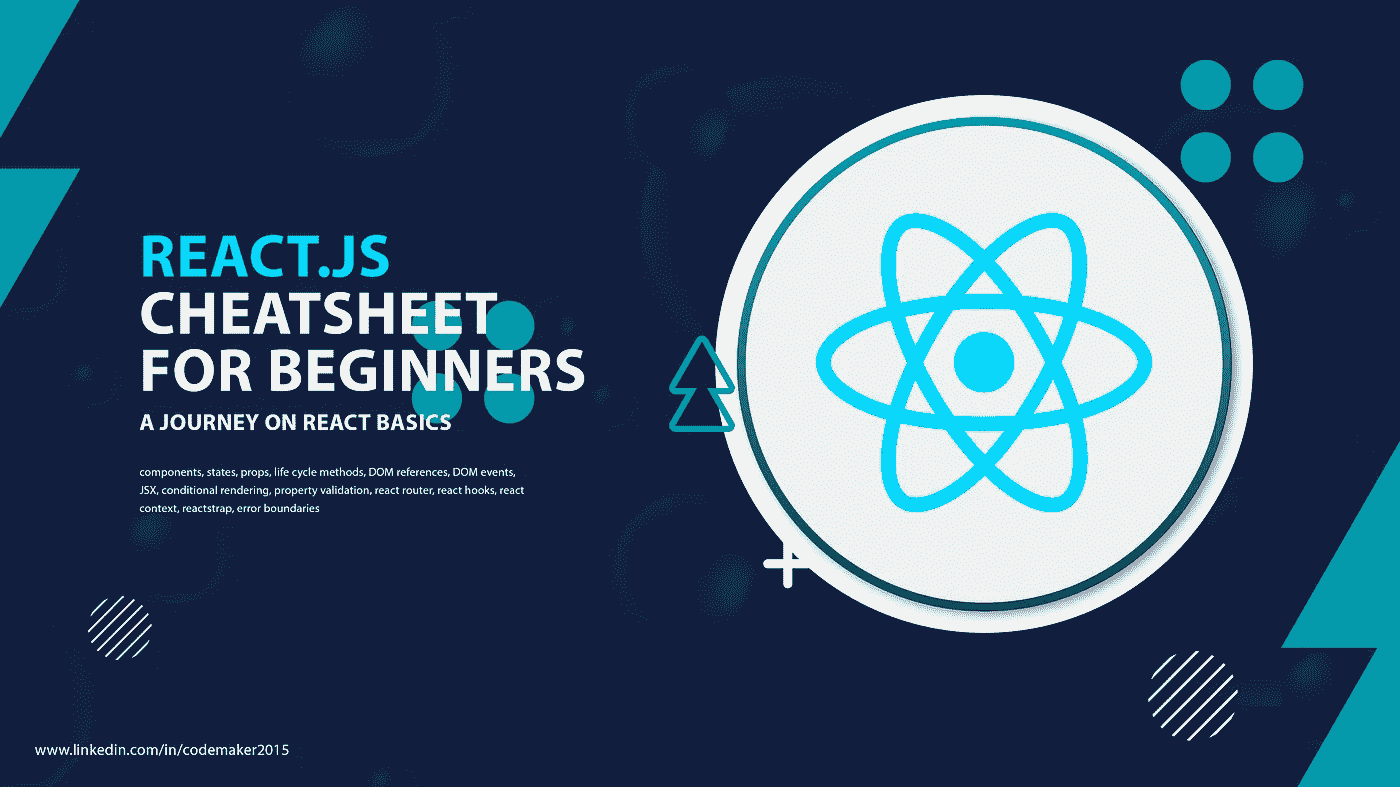 REACT.JS
CHEATSHEET
FOR BEGINNERS
A JOURNEY ON REACT BASICS
components, states, props, life cycle methods, DOM references, DOM events,
JSX, conditional rendering, property validation, react router, react hooks, react
context, reactstrap, error boundaries
www.linkedin.com/in/codemaker2015